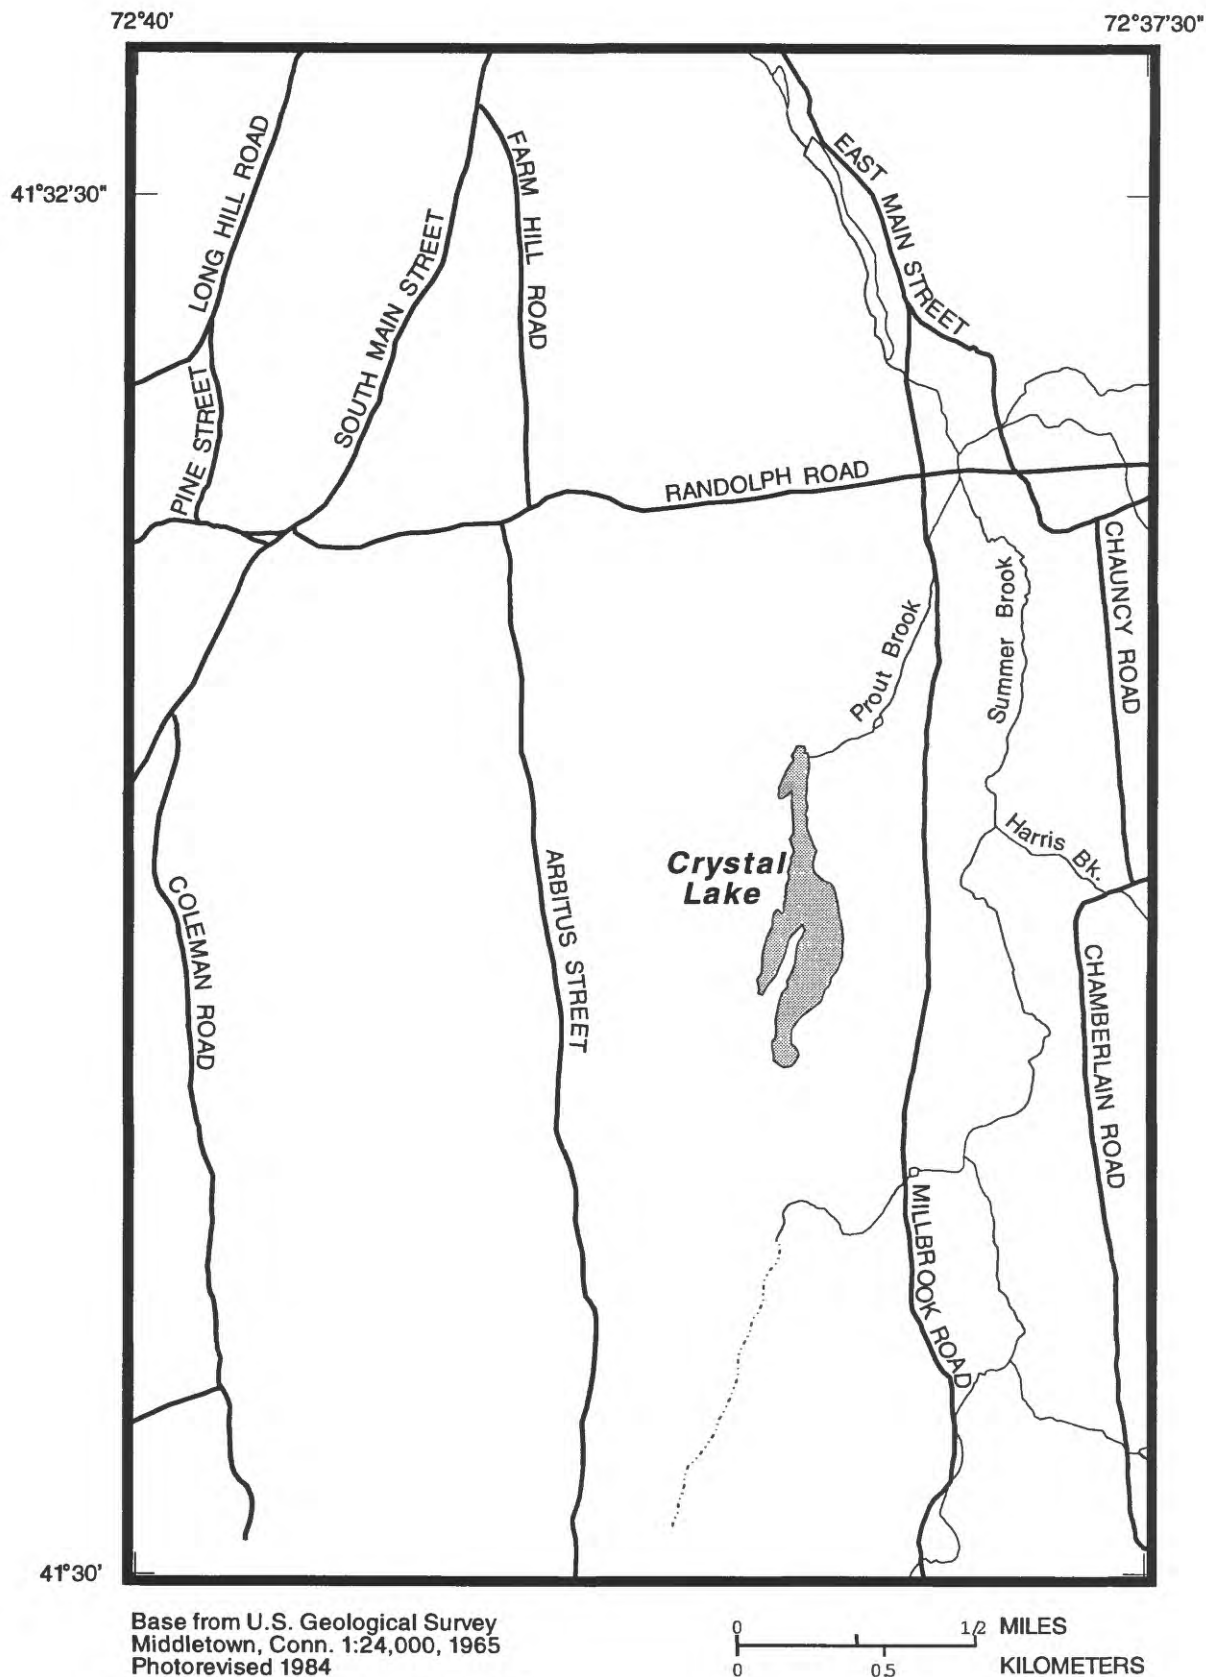 72°40'
72°37'30"
41°32'30"
LONG HILL ROAD
SOUTH MAIN STREET
FARM HILL ROAD
EAST MAIN STREET
PINE STREET
RANDOLPH ROAD
CHAUNCY ROAD
Prout Brook
Summer Brook
Harris Bk.
Crystal
Lake
COLEMAN ROAD
ARBITUS STREET
CHAMBERLAIN ROAD
MILLBROOK ROAD
41°30'
Base from U.S. Geological Survey
Middletown, Conn. 1:24,000, 1965
Photorevised 1984
0 1/2 MILES
0 0.5 KILOMETERS